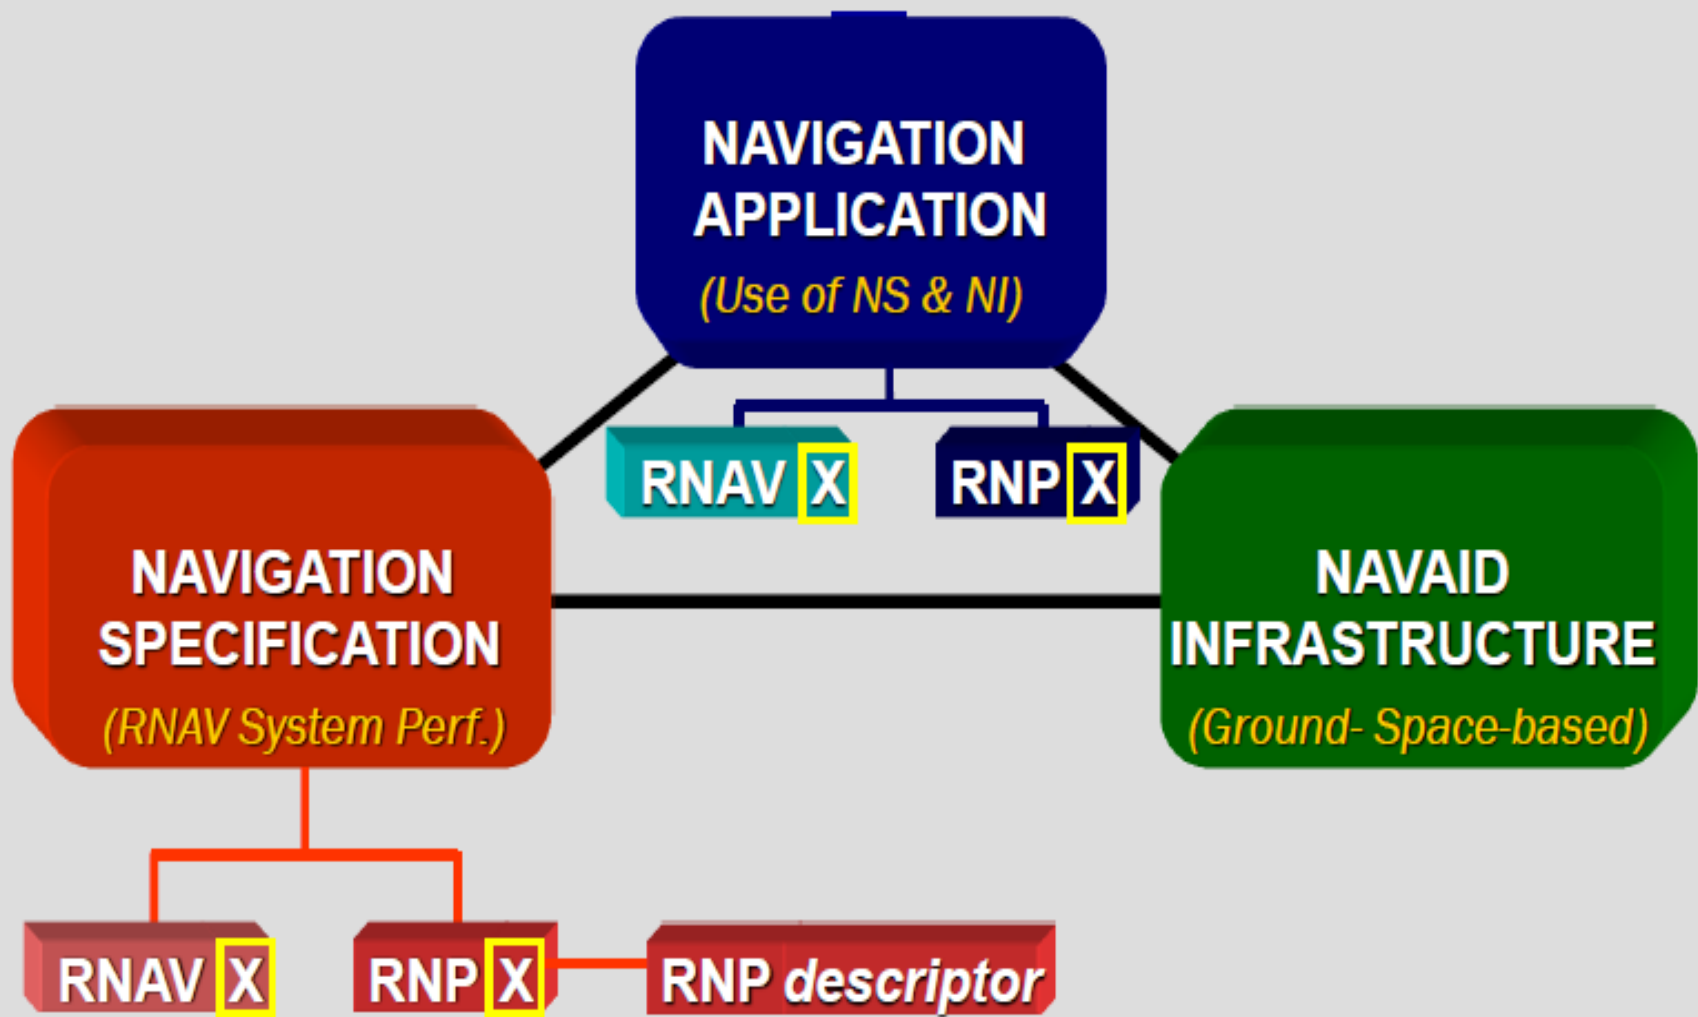 NAVIGATION
APPLICATION
(Use of NS & NI)
RNAV X
RNP X
NAVIGATION
SPECIFICATION
(RNAV System Perf.)
NAVAID
INFRASTRUCTURE
(Ground- Space-based)
RNAV X
RNP X
RNP descriptor